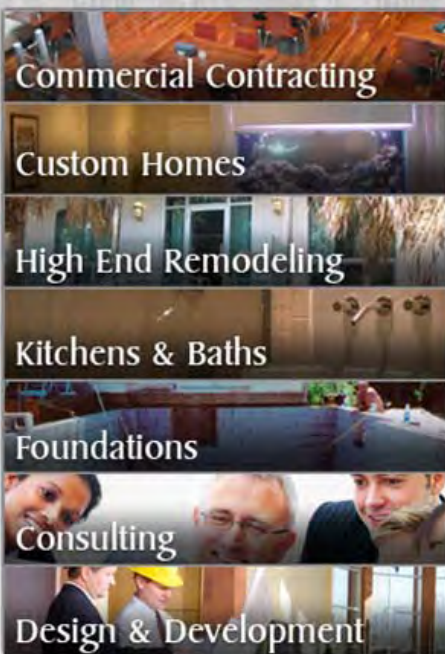 Commercial Contracting
Custom Homes
High End Remodeling
Kitchens & Baths
Foundations
Consulting
Design & Development